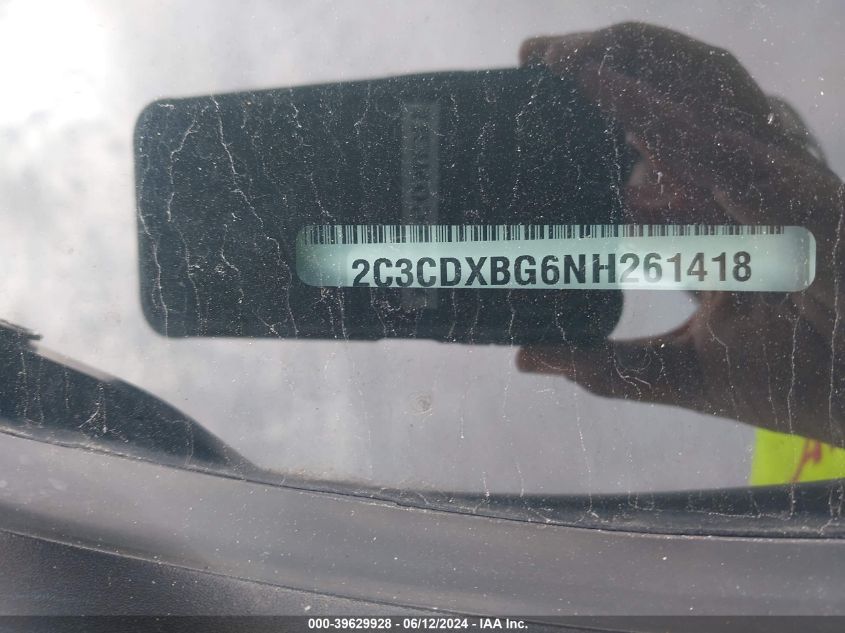 2C3CDXBG6NH261418
000-39629928 - 06/12/2024 - IAA Inc.